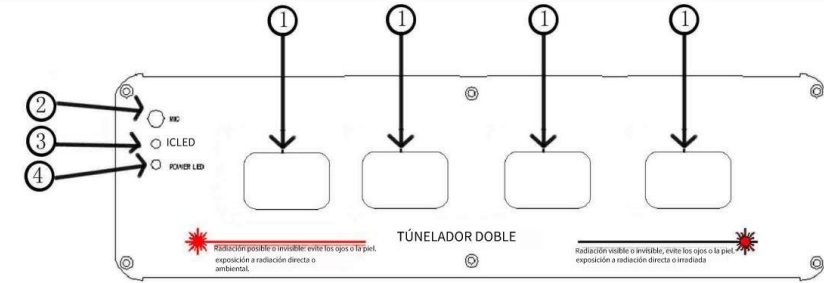 ① ① ① ①
② MIC
③ ICLED
④ POWER LED
TÚNELADOR DOBLE
Radiación posible o invisible: evite los ojos o la piel.
exposición a radiación directa o
ambiental.
Radiación visible o invisible, evite los ojos o la piel.
exposición a radiación directa o irradiada